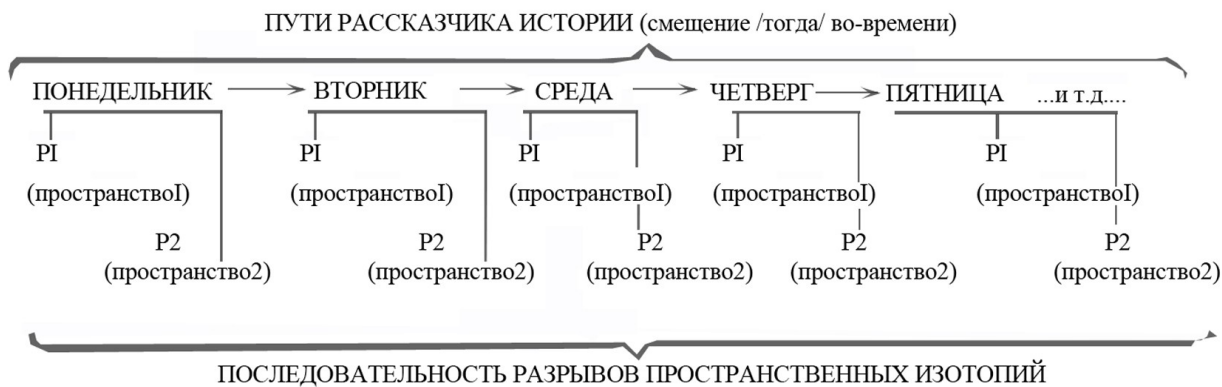 ПУТИ РАССКАЗЧИКА ИСТОРИИ (смещение /тогда/ во-времени)
ПОНЕДЕЛЬНИК ВТОРНИК СРЕДА ЧЕТВЕРГ ПЯТНИЦА ...и т.д....
PI PI PI PI PI
(пространствоI) (пространствоI) (пространствоI) (пространствоI) (пространствоI)
P2 P2 P2 P2 P2
(пространство2) (пространство2) (пространство2) (пространство2) (пространство2)
ПОСЛЕДОВАТЕЛЬНОСТЬ РАЗРЫВОВ ПРОСТРАНСТВЕННЫХ ИЗОТОПИЙ